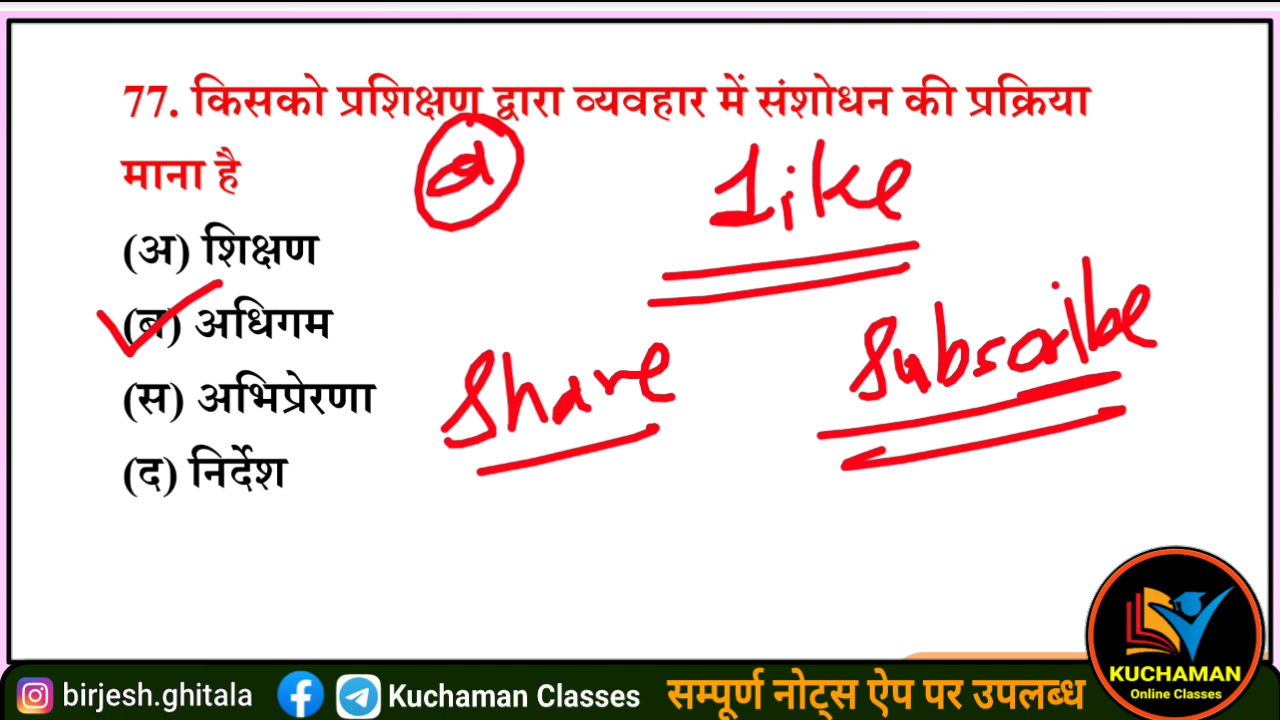 77. किसको प्रशिक्षण द्वारा व्यवहार में संशोधन की प्रक्रिया
माना है
(अ) शिक्षण
(ब) अधिगम
(स) अभिप्रेरणा
(द) निर्देश
Like
Share
Subscribe
KUCHAMAN
Online Classes
birjesh.ghitala
Kuchaman Classes
सम्पूर्ण नोट्स ऐप पर उपलब्ध